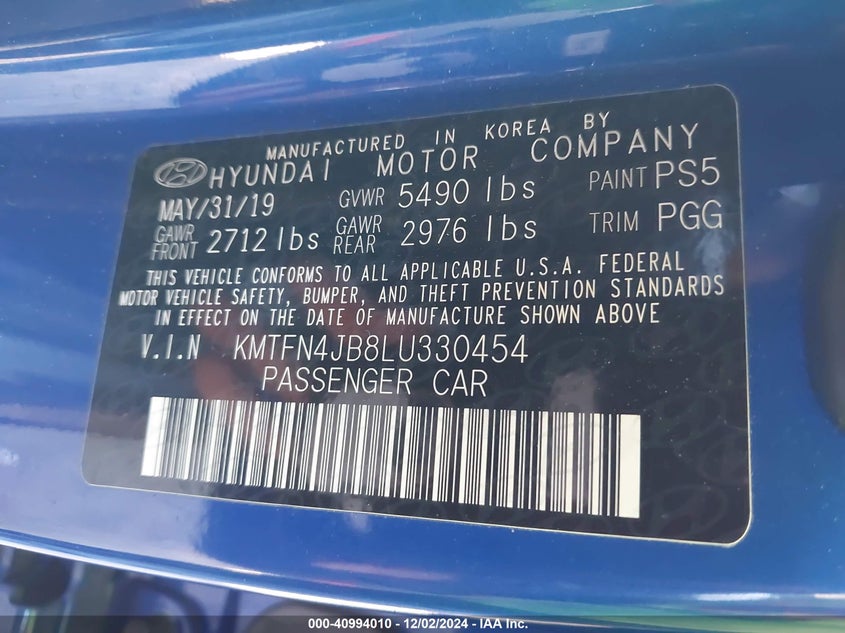 MANUFACTURED IN KOREA BY
HYUNDAI MOTOR COMPANY
MAY/31/19 GVWR 5490 lbs PAINT PS5
GAWR FRONT 2712 lbs GAWR REAR 2976 lbs TRIM PGG
THIS VEHICLE CONFORMS TO ALL APPLICABLE U.S.A. FEDERAL
MOTOR VEHICLE SAFETY, BUMPER, AND THEFT PREVENTION STANDARDS
IN EFFECT ON THE DATE OF MANUFACTURE SHOWN ABOVE
V.I.N KMTFN4JB8LU330454
PASSENGER CAR
000-40994010 - 12/02/2024 - IAA Inc.